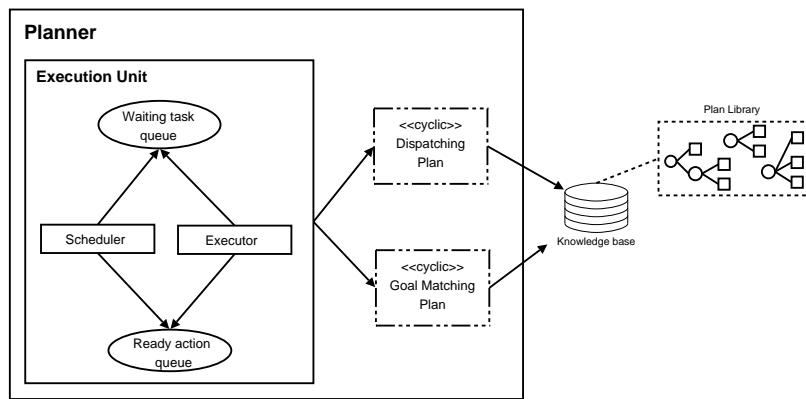 Planner
Execution Unit
Waiting task
queue
Scheduler
Executor
Ready action
queue
<<cyclic>>
Dispatching
Plan
<<cyclic>>
Goal Matching
Plan
Knowledge base
Plan Library